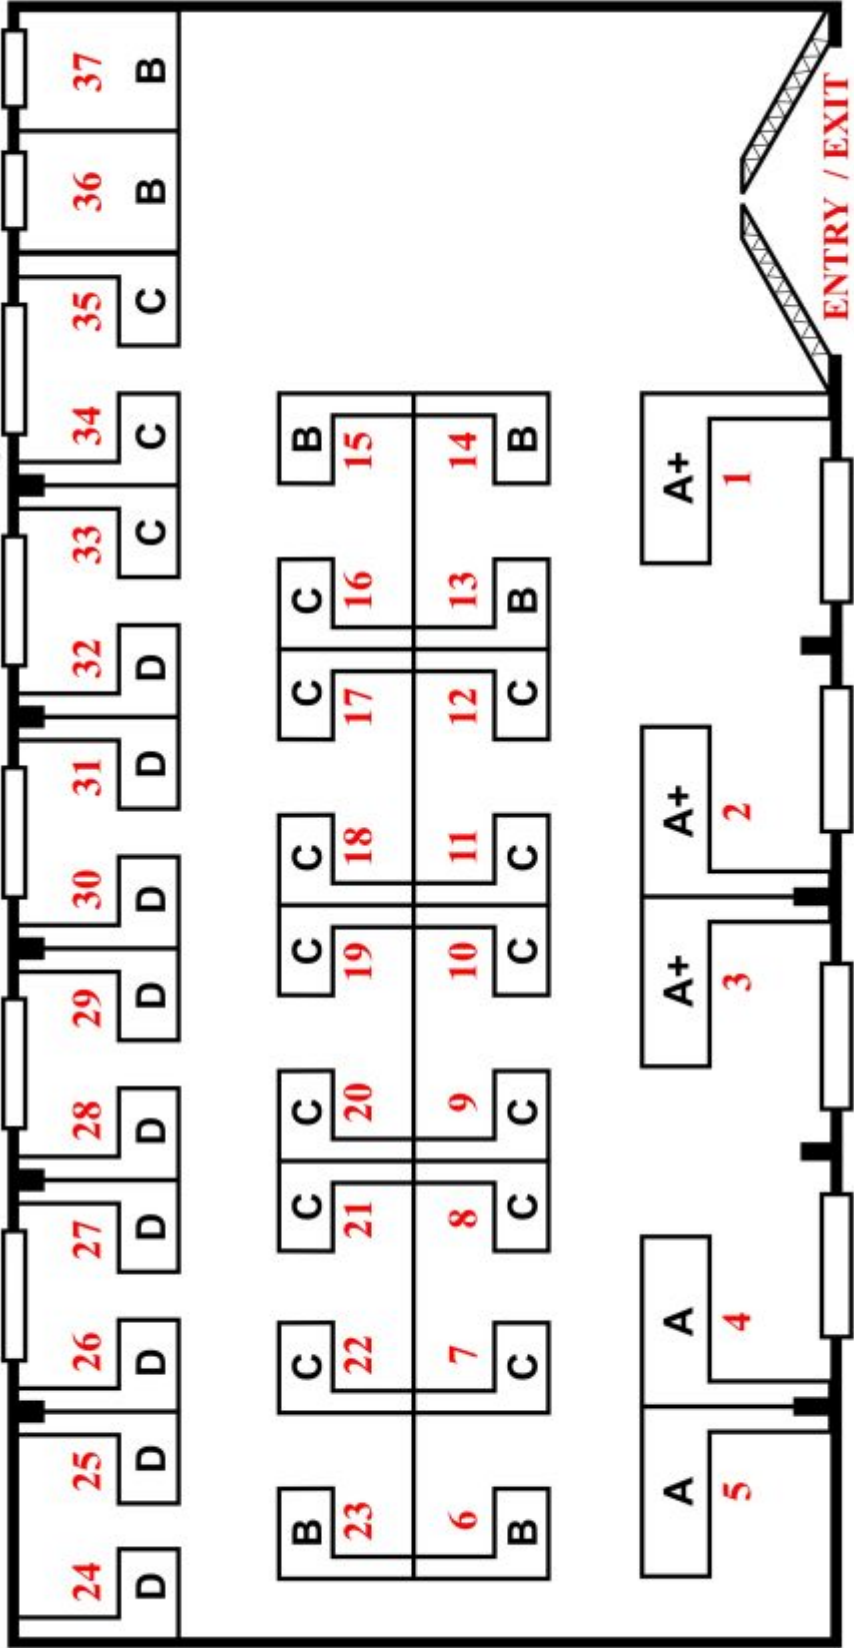 37 B
36 B
35 C
34 C
33 C
32 D
31 D
30 D
29 D
28 D
27 D
26 D
25 D
24 D
B 15
14 B
C 16
13 B
C 17
12 C
C 18
11 C
C 19
10 C
C 20
9 C
C 21
8 C
C 22
7 C
B 23
6 B
ENTRY / EXIT
A+ 1
A+ 2
A+ 3
A 4
A 5